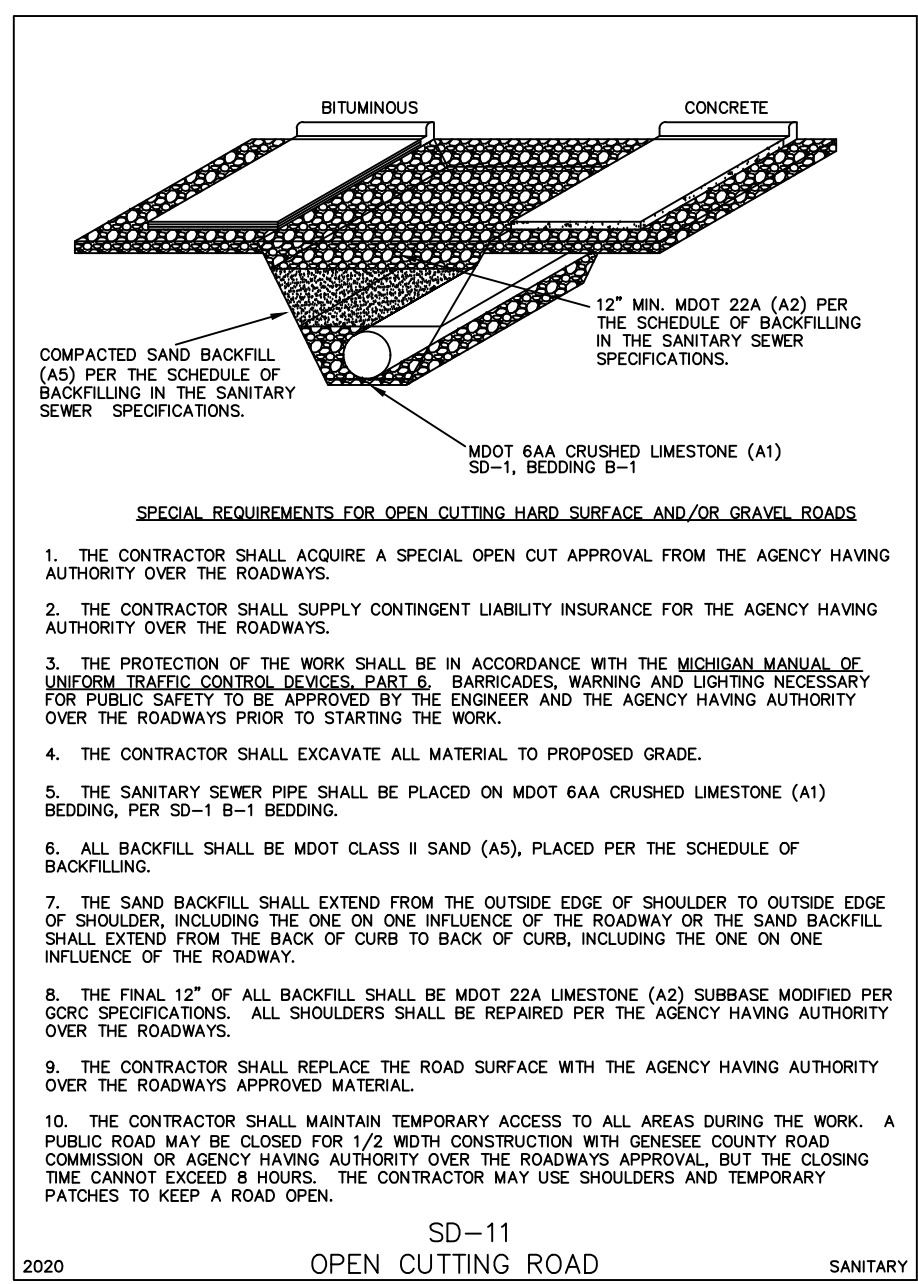 BITUMINOUS
CONCRETE
12" MIN. MDOT 22A (A2) PER
THE SCHEDULE OF BACKFILLING
IN THE SANITARY SEWER
SPECIFICATIONS.
COMPACTED SAND BACKFILL
(A5) PER THE SCHEDULE OF
BACKFILLING IN THE SANITARY
SEWER SPECIFICATIONS.
MDOT 6AA CRUSHED LIMESTONE (A1)
SD-1, BEDDING B-1
SPECIAL REQUIREMENTS FOR OPEN CUTTING HARD SURFACE AND/OR GRAVEL ROADS
1. THE CONTRACTOR SHALL ACQUIRE A SPECIAL OPEN CUT APPROVAL FROM THE AGENCY HAVING
AUTHORITY OVER THE ROADWAYS.
2. THE CONTRACTOR SHALL SUPPLY CONTINGENT LIABILITY INSURANCE FOR THE AGENCY HAVING
AUTHORITY OVER THE ROADWAYS.
3. THE PROTECTION OF THE WORK SHALL BE IN ACCORDANCE WITH THE MICHIGAN MANUAL OF
UNIFORM TRAFFIC CONTROL DEVICES, PART 6. BARRICADES, WARNING AND LIGHTING NECESSARY
FOR PUBLIC SAFETY TO BE APPROVED BY THE ENGINEER AND THE AGENCY HAVING AUTHORITY
OVER THE ROADWAYS PRIOR TO STARTING THE WORK.
4. THE CONTRACTOR SHALL EXCAVATE ALL MATERIAL TO PROPOSED GRADE.
5. THE SANITARY SEWER PIPE SHALL BE PLACED ON MDOT 6AA CRUSHED LIMESTONE (A1)
BEDDING, PER SD-1 B-1 BEDDING.
6. ALL BACKFILL SHALL BE MDOT CLASS II SAND (A5), PLACED PER THE SCHEDULE OF
BACKFILLING.
7. THE SAND BACKFILL SHALL EXTEND FROM THE OUTSIDE EDGE OF SHOULDER TO OUTSIDE EDGE
OF SHOULDER, INCLUDING THE ONE ON ONE INFLUENCE OF THE ROADWAY OR THE SAND BACKFILL
SHALL EXTEND FROM THE BACK OF CURB TO BACK OF CURB, INCLUDING THE ONE ON ONE
INFLUENCE OF THE ROADWAY.
8. THE FINAL 12" OF ALL BACKFILL SHALL BE MDOT 22A LIMESTONE (A2) SUBBASE MODIFIED PER
GCRC SPECIFICATIONS. ALL SHOULDERS SHALL BE REPAIRED PER THE AGENCY HAVING AUTHORITY
OVER THE ROADWAYS.
9. THE CONTRACTOR SHALL REPLACE THE ROAD SURFACE WITH THE AGENCY HAVING AUTHORITY
OVER THE ROADWAYS APPROVED MATERIAL.
10. THE CONTRACTOR SHALL MAINTAIN TEMPORARY ACCESS TO ALL AREAS DURING THE WORK. A
PUBLIC ROAD MAY BE CLOSED FOR 1/2 WIDTH CONSTRUCTION WITH GENESEE COUNTY ROAD
COMMISSION OR AGENCY HAVING AUTHORITY OVER THE ROADWAYS APPROVAL, BUT THE CLOSING
TIME CANNOT EXCEED 8 HOURS. THE CONTRACTOR MAY USE SHOULDERS AND TEMPORARY
PATCHES TO KEEP A ROAD OPEN.
SD-11
2020 OPEN CUTTING ROAD SANITARY